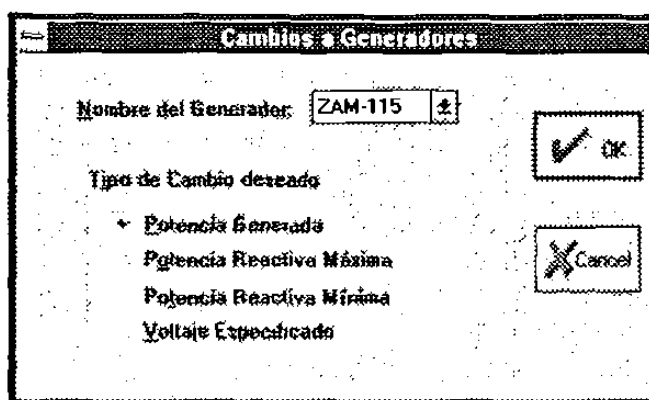 Cambios a Generadores
Nombre del Generador: ZAM-115
OK
Tipo de Cambio deseado
Potencia Generada
Potencia Reactiva Máxima
Cancel
Potencia Reactiva Mínima
Voltaje Especificado